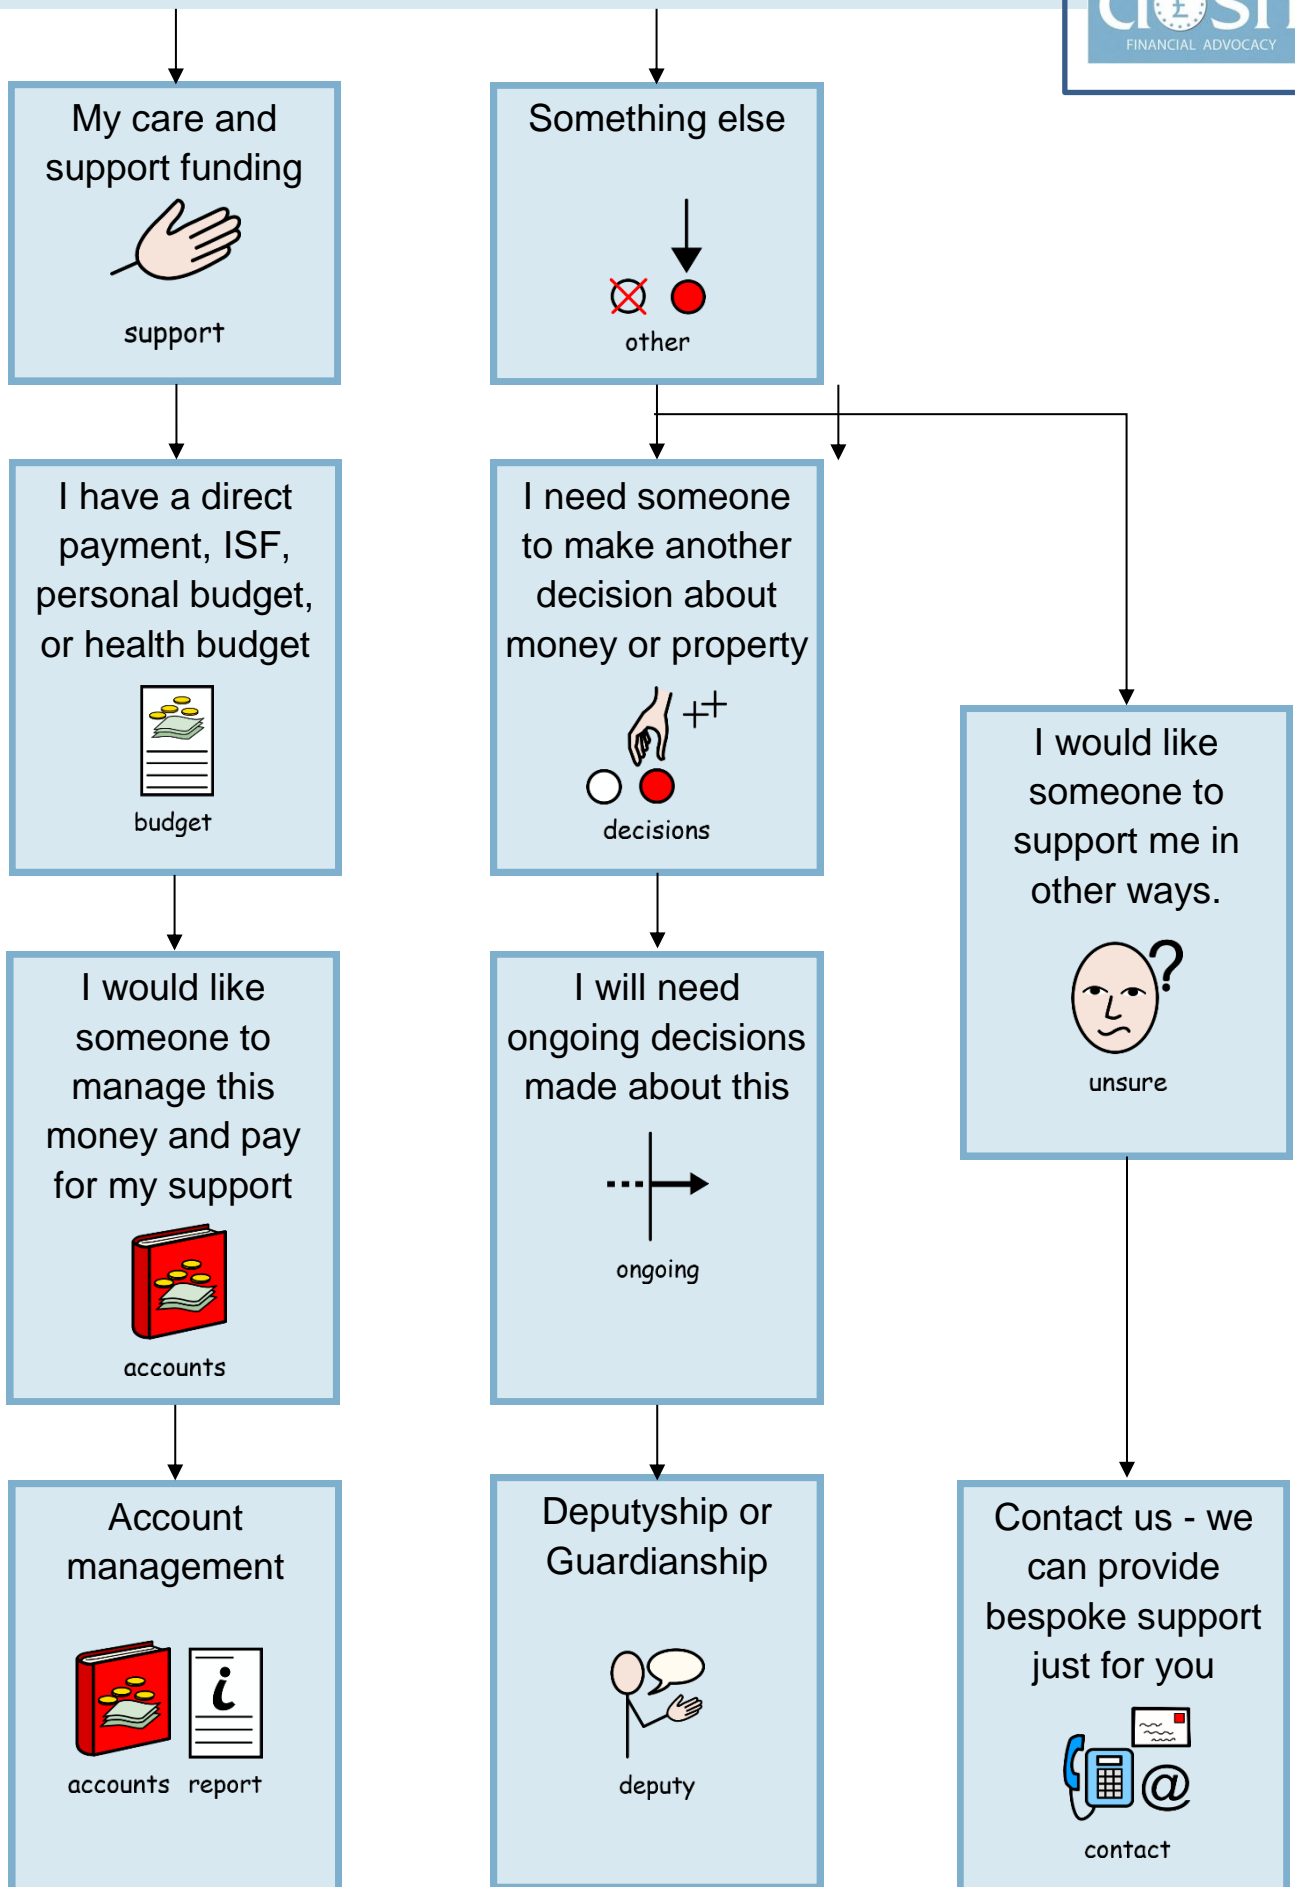 FINANCIAL ADVOCACY
My care and
support funding
support
Something else
other
I have a direct
payment, ISF,
personal budget,
or health budget
budget
I need someone
to make another
decision about
money or property
decisions
I would like
someone to
support me in
other ways.
unsure
I would like
someone to
manage this
money and pay
for my support
accounts
I will need
ongoing decisions
made about this
ongoing
Account
management
accounts report
Deputyship or
Guardianship
deputy
Contact us - we
can provide
bespoke support
just for you
contact